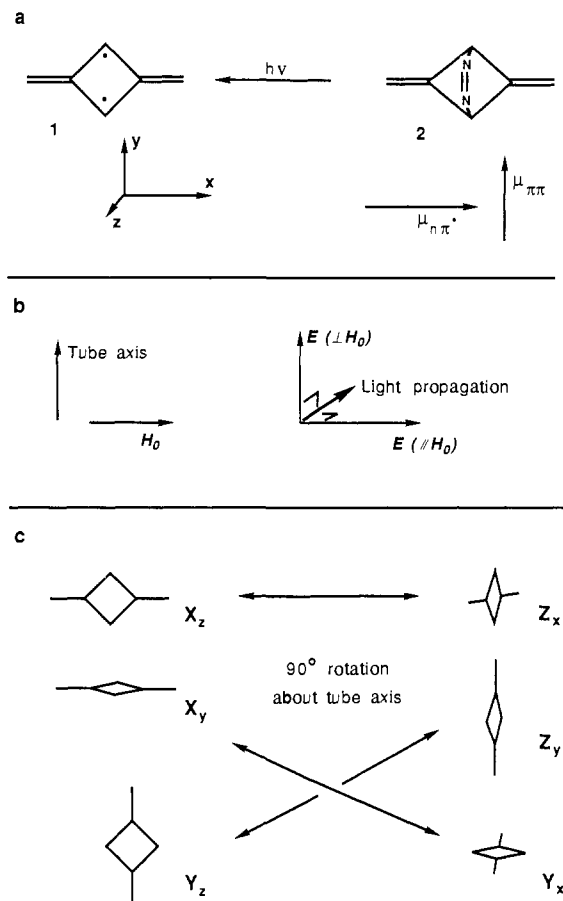 a
hν
N
N
1
2
y
x
z
μππ
μnπ*
b
E (⊥H0)
Tube axis
Light propagation
H0
E (//H0)
c
Xz
Zx
90° rotation
about tube axis
Xy
Zy
Yz
Yx